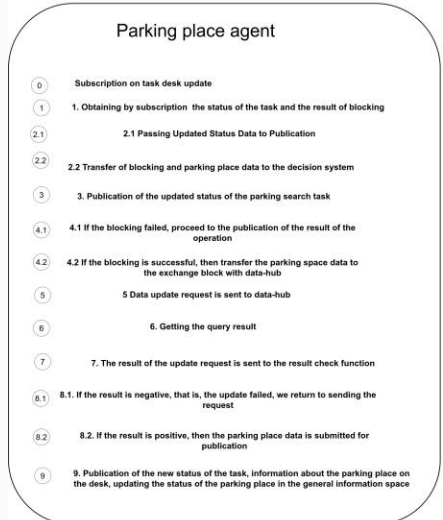 Parking place agent
0 Subscription on task desk update
1 1. Obtaining by subscription the status of the task and the result of blocking
2.1 2.1 Passing Updated Status Data to Publication
2.2 2.2 Transfer of blocking and parking place data to the decision system
3 3. Publication of the updated status of the parking search task
4.1 4.1 If the blocking failed, proceed to the publication of the result of the
operation
4.2 4.2 If the blocking is successful, then transfer the parking space data to
the exchange block with data-hub
5 5 Data update request is sent to data-hub
6 6. Getting the query result
7 7. The result of the update request is sent to the result check function
8.1 8.1. If the result is negative, that is, the update failed, we return to sending the
request
8.2 8.2. If the result is positive, then the parking place data is submitted for
publication
9 9. Publication of the new status of the task, information about the parking place on
the desk, updating the status of the parking place in the general information space